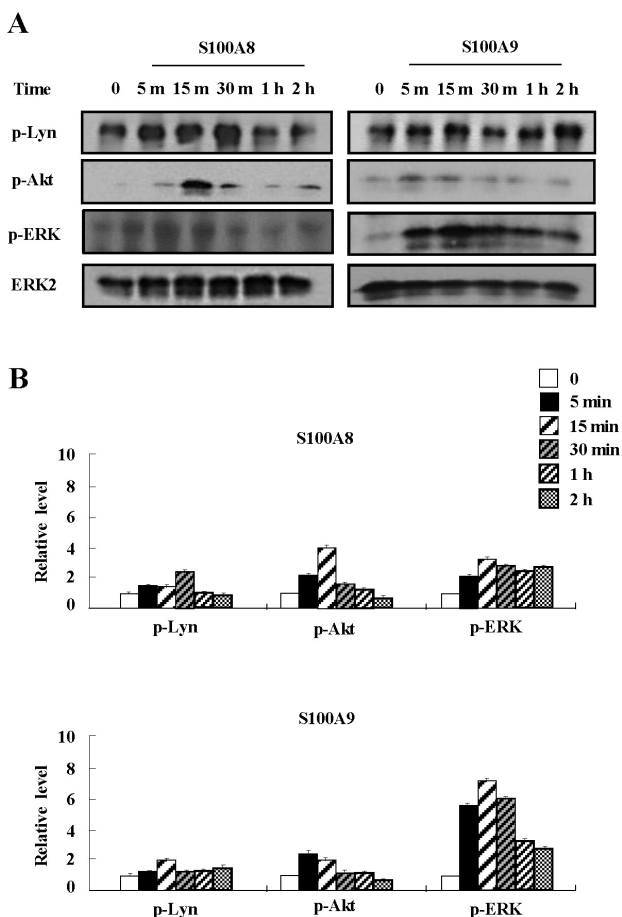 A
S100A8 S100A9
Time 0 5 m 15 m 30 m 1 h 2 h 0 5 m 15 m 30 m 1 h 2 h
p-Lyn
p-Akt
p-ERK
ERK2
B
0
5 min
15 min
30 min
1 h
2 h
S100A8
Relative level
10
8
6
4
2
0
p-Lyn p-Akt p-ERK
S100A9
Relative level
10
8
6
4
2
0
p-Lyn p-Akt p-ERK